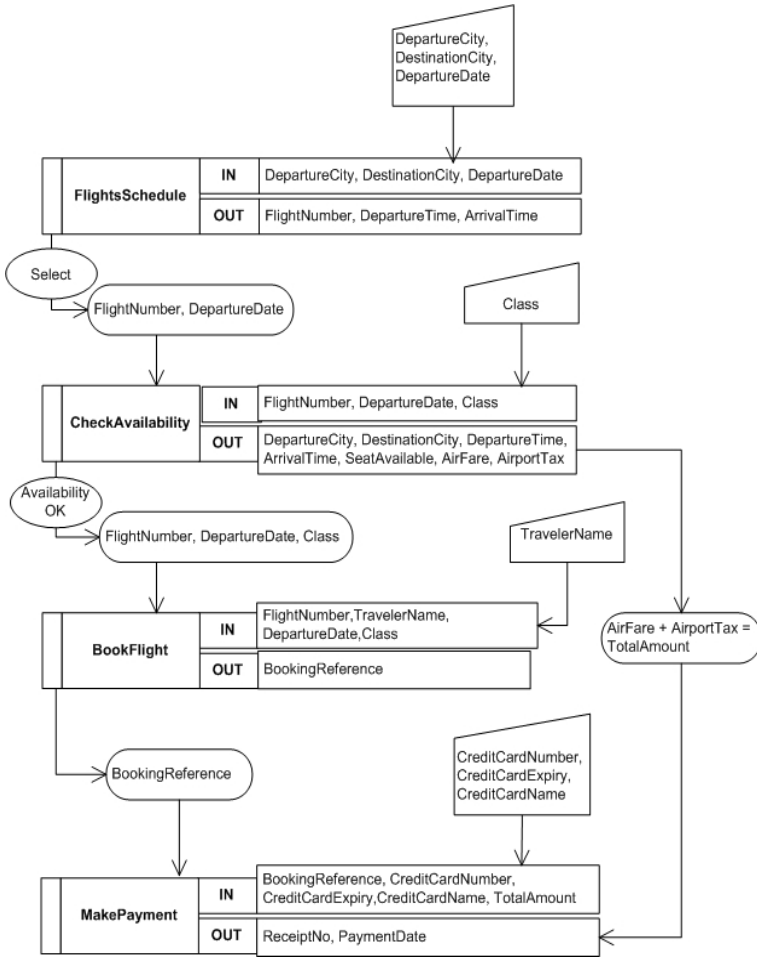 DepartureCity,
DestinationCity,
DepartureDate
FlightsSchedule
IN
DepartureCity, DestinationCity, DepartureDate
OUT
FlightNumber, DepartureTime, ArrivalTime
Select
FlightNumber, DepartureDate
Class
CheckAvailability
IN
FlightNumber, DepartureDate, Class
OUT
DepartureCity, DestinationCity, DepartureTime,
ArrivalTime, SeatAvailable, AirFare, AirportTax
Availability
OK
FlightNumber, DepartureDate, Class
TravelerName
BookFlight
IN
FlightNumber,TravelerName,
DepartureDate,Class
OUT
BookingReference
AirFare + AirportTax =
TotalAmount
BookingReference
CreditCardNumber,
CreditCardExpiry,
CreditCardName
MakePayment
IN
BookingReference, CreditCardNumber,
CreditCardExpiry,CreditCardName, TotalAmount
OUT
ReceiptNo, PaymentDate